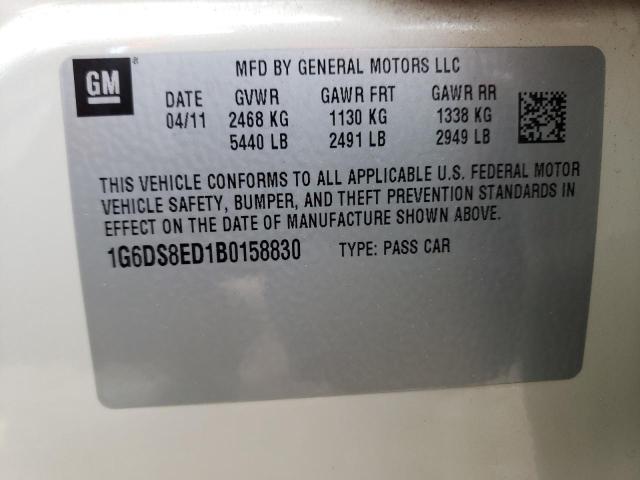 GM
MFD BY GENERAL MOTORS LLC
DATE GVWR GAWR FRT GAWR RR
04/11 2468 KG 1130 KG 1338 KG
5440 LB 2491 LB 2949 LB
THIS VEHICLE CONFORMS TO ALL APPLICABLE U.S. FEDERAL MOTOR
VEHICLE SAFETY, BUMPER, AND THEFT PREVENTION STANDARDS IN
EFFECT ON THE DATE OF MANUFACTURE SHOWN ABOVE.
1G6DS8ED1B0158830 TYPE: PASS CAR